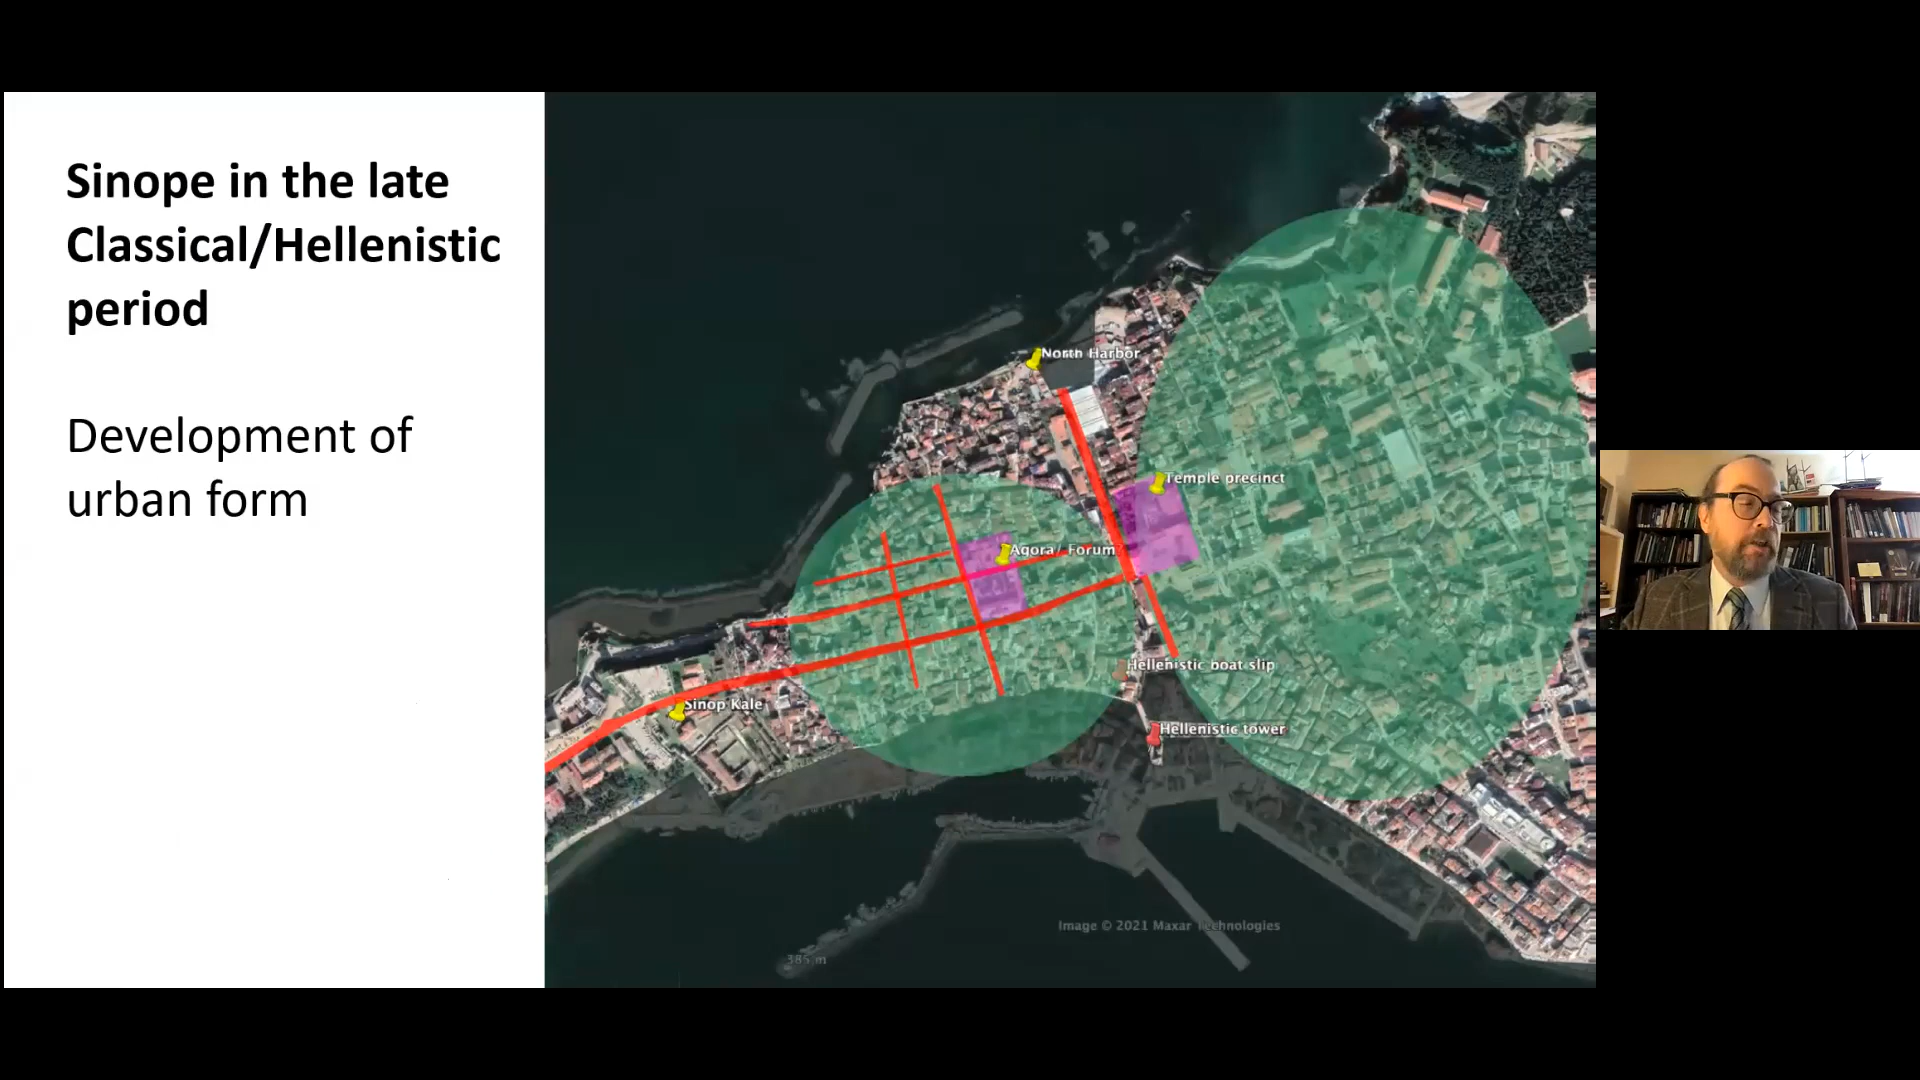 Sinope in the late
Classical/Hellenistic
period
Development of
urban form
North Harbor
Temple precinct
Agora/ Forum
Hellenistic boat slip
Sinop Kale
Hellenistic tower
Image © 2021 Maxar Technologies
385 m